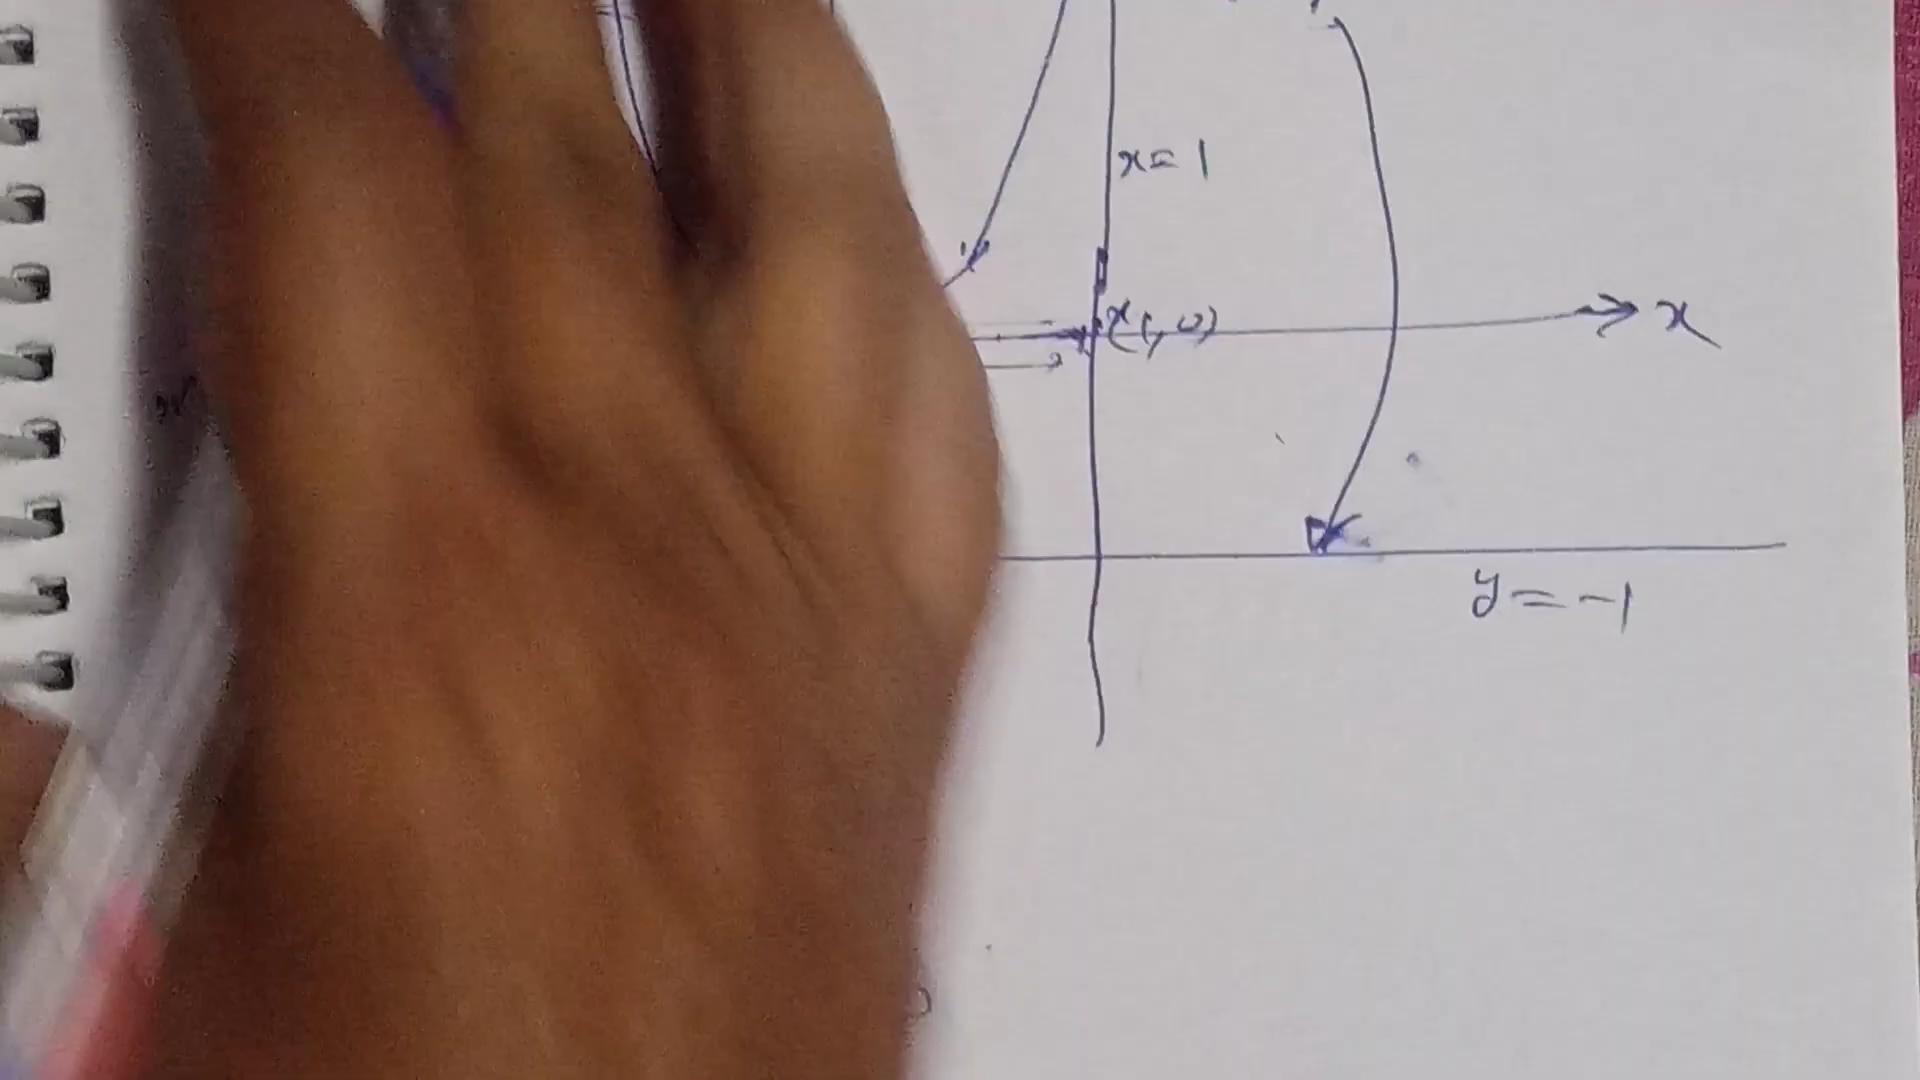 x = 1
(1, 0)
x
y = -1